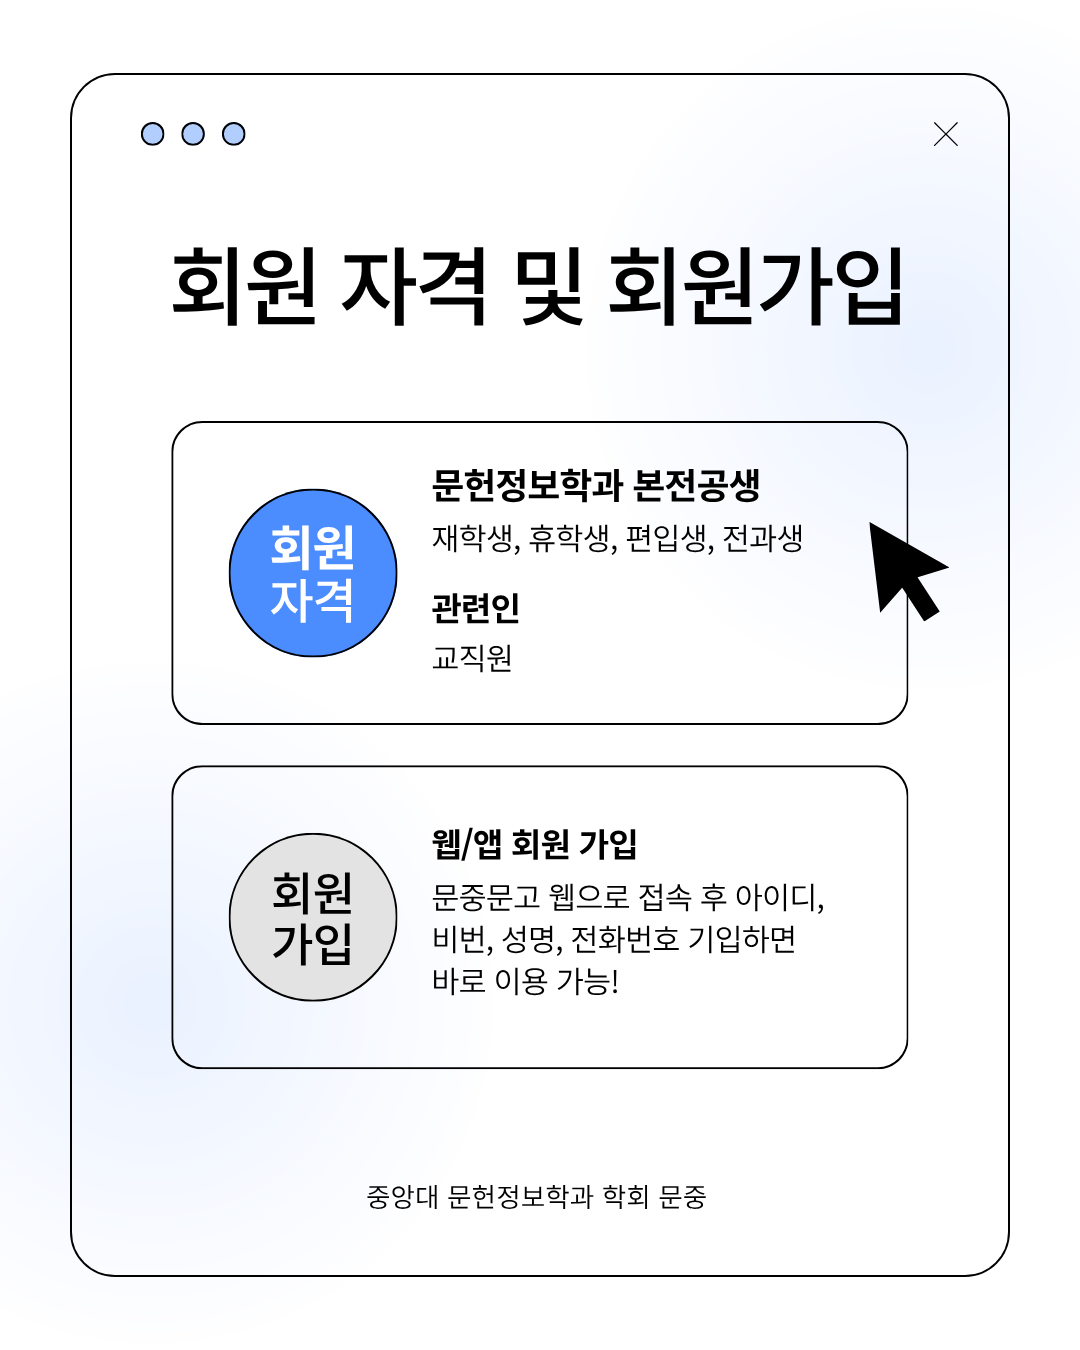 회원 자격 및 회원가입
회원
자격
문헌정보학과 본전공생
재학생, 휴학생, 편입생, 전과생
관련인
교직원
회원
가입
웹/앱 회원 가입
문중문고 웹으로 접속 후 아이디,
비번, 성명, 전화번호 기입하면
바로 이용 가능!
중앙대 문헌정보학과 학회 문중